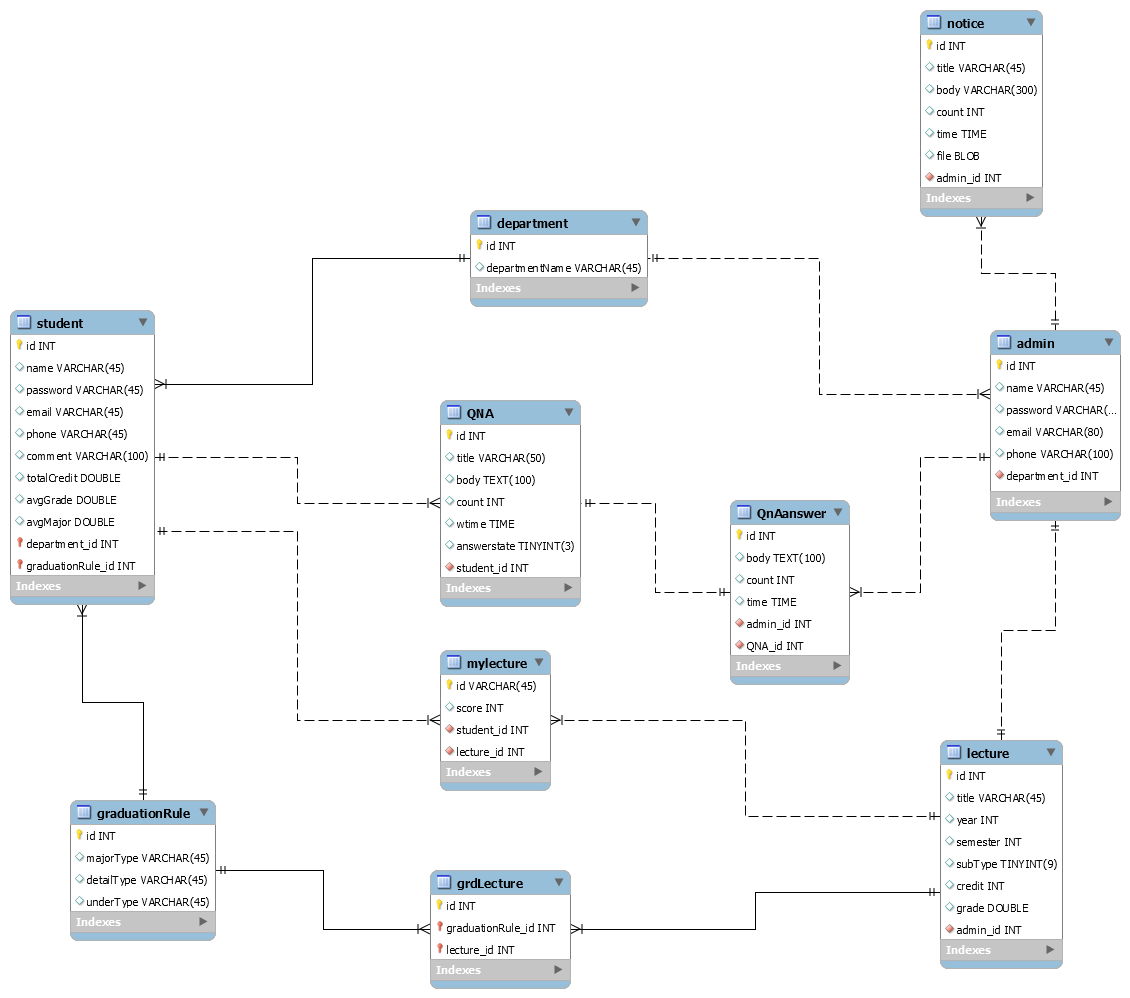 notice
id INT
title VARCHAR(45)
body VARCHAR(300)
count INT
time TIME
file BLOB
admin_id INT
Indexes
department
id INT
departmentName VARCHAR(45)
Indexes
student
id INT
name VARCHAR(45)
password VARCHAR(45)
email VARCHAR(45)
phone VARCHAR(45)
comment VARCHAR(100)
totalCredit DOUBLE
avgGrade DOUBLE
avgMajor DOUBLE
department_id INT
graduationRule_id INT
Indexes
admin
id INT
name VARCHAR(45)
password VARCHAR(...
email VARCHAR(80)
phone VARCHAR(100)
department_id INT
Indexes
QNA
id INT
title VARCHAR(50)
body TEXT(100)
count INT
wtime TIME
answerstate TINYINT(3)
student_id INT
Indexes
QnAanswer
id INT
body TEXT(100)
count INT
time TIME
admin_id INT
QNA_id INT
Indexes
mylecture
id VARCHAR(45)
score INT
student_id INT
lecture_id INT
Indexes
lecture
id INT
title VARCHAR(45)
year INT
semester INT
subType TINYINT(9)
credit INT
grade DOUBLE
admin_id INT
Indexes
graduationRule
id INT
majorType VARCHAR(45)
detailType VARCHAR(45)
underType VARCHAR(45)
Indexes
grdLecture
id INT
graduationRule_id INT
lecture_id INT
Indexes